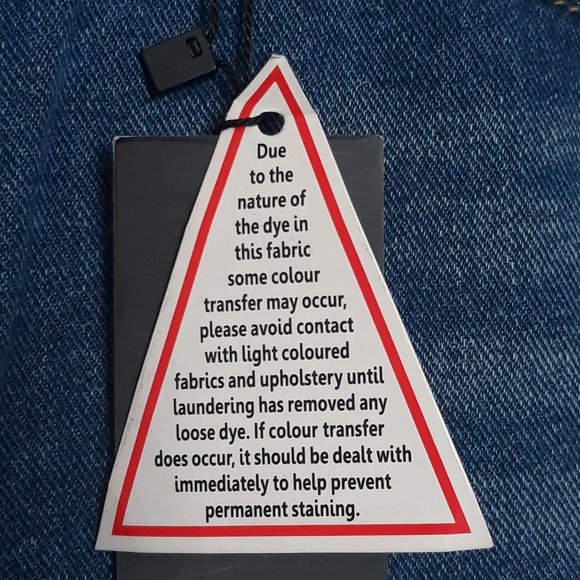 Due
to the
nature of
the dye in
this fabric
some colour
transfer may occur,
please avoid contact
with light coloured
fabrics and upholstery until
laundering has removed any
loose dye. If colour transfer
does occur, it should be dealt with
immediately to help prevent
permanent staining.